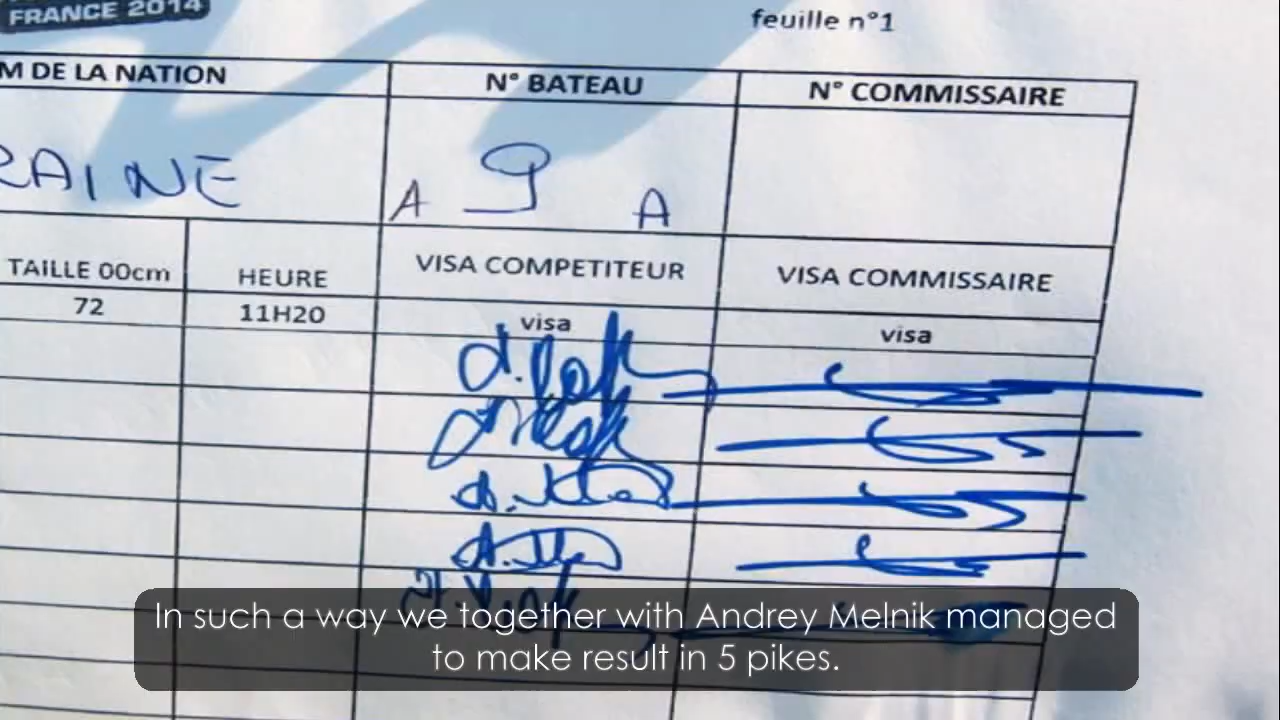 FRANCE 2014
feuille n°1
M DE LA NATION N° BATEAU N° COMMISSAIRE
RAINE A 9 A
TAILLE 00cm HEURE VISA COMPETITEUR VISA COMMISSAIRE
72 11H20 visa visa
In such a way we together with Andrey Melnik managed
to make result in 5 pikes.